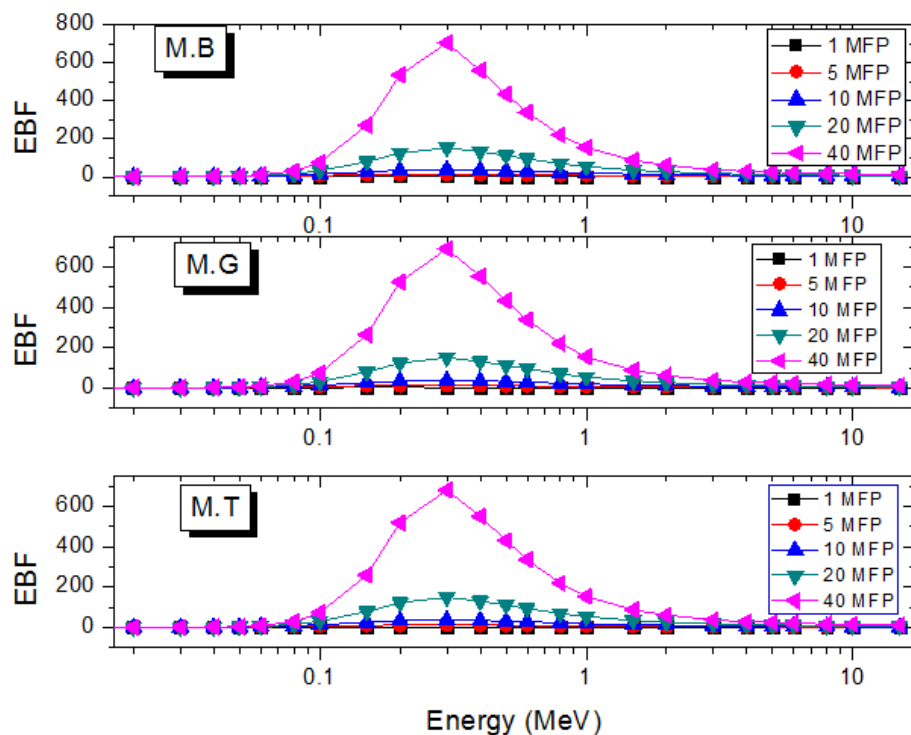 M.B
EBF
800
600
400
200
0
0.1
1
10
1 MFP
5 MFP
10 MFP
20 MFP
40 MFP
M.G
EBF
600
400
200
0
0.1
1
10
1 MFP
5 MFP
10 MFP
20 MFP
40 MFP
M.T
EBF
600
400
200
0
0.1
1
10
1 MFP
5 MFP
10 MFP
20 MFP
40 MFP
Energy (MeV)